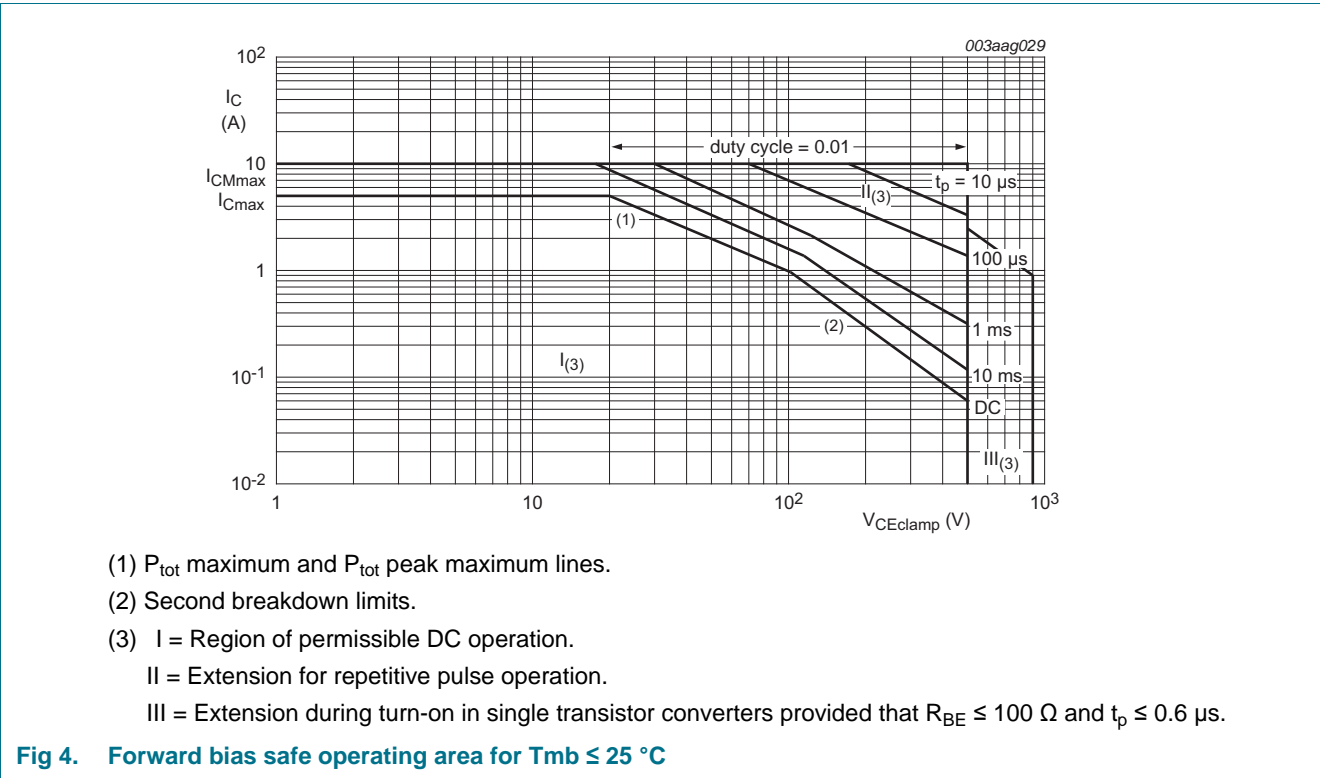 003aag029
10²
I_C
(A)
duty cycle = 0.01
10
I_CMmax
I_Cmax
t_p = 10 µs
II(3)
(1)
100 µs
1
(2)
1 ms
I(3)
10⁻¹
10 ms
DC
III(3)
10⁻²
1
10
10²
10³
V_CEclamp (V)
(1) P_tot maximum and P_tot peak maximum lines.
(2) Second breakdown limits.
(3) I = Region of permissible DC operation.
II = Extension for repetitive pulse operation.
III = Extension during turn-on in single transistor converters provided that R_BE ≤ 100 Ω and t_p ≤ 0.6 µs.
Fig 4. Forward bias safe operating area for Tmb ≤ 25 °C